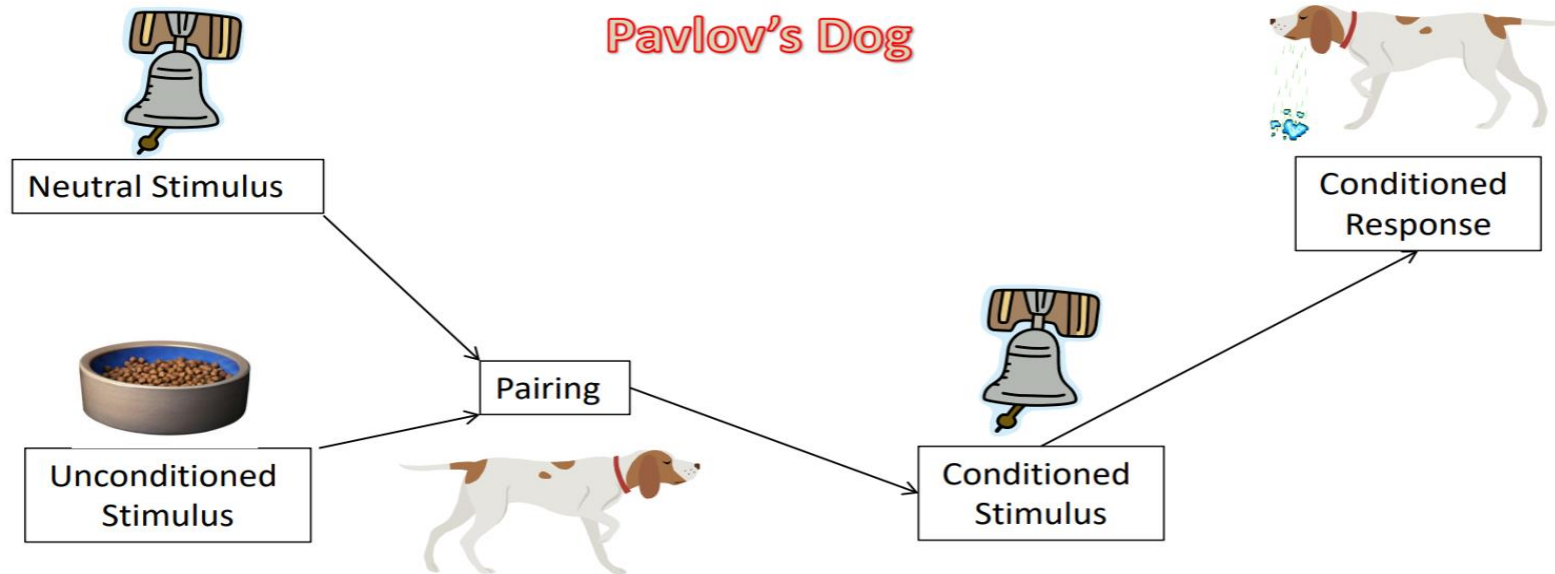 Pavlov's Dog
Neutral Stimulus
Conditioned
Response
Pairing
Unconditioned
Stimulus
Conditioned
Stimulus